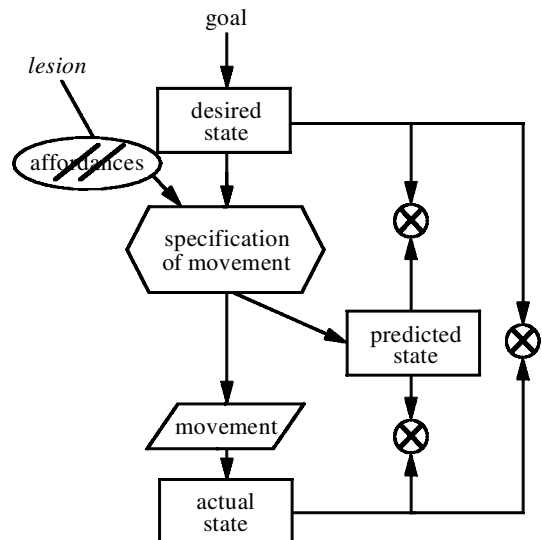 goal
lesion
desired
state
affordances
specification
of movement
predicted
state
movement
actual
state